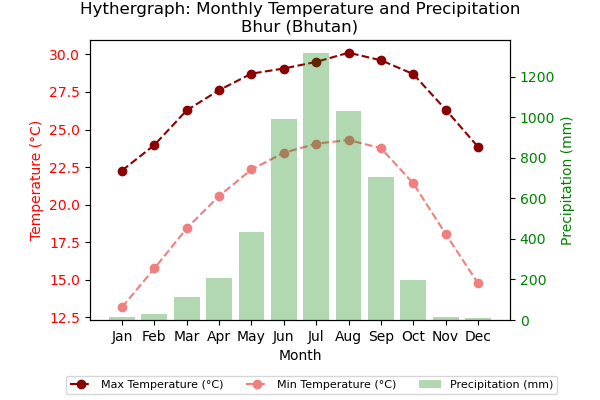 Hythergraph: Monthly Temperature and Precipitation
Bhur (Bhutan)
Temperature (°C)
30.0
27.5
25.0
22.5
20.0
17.5
15.0
12.5
1200
1000
800
600
400
200
0
Precipitation (mm)
Jan Feb Mar Apr May Jun Jul Aug Sep Oct Nov Dec
Month
Max Temperature (°C) Min Temperature (°C) Precipitation (mm)